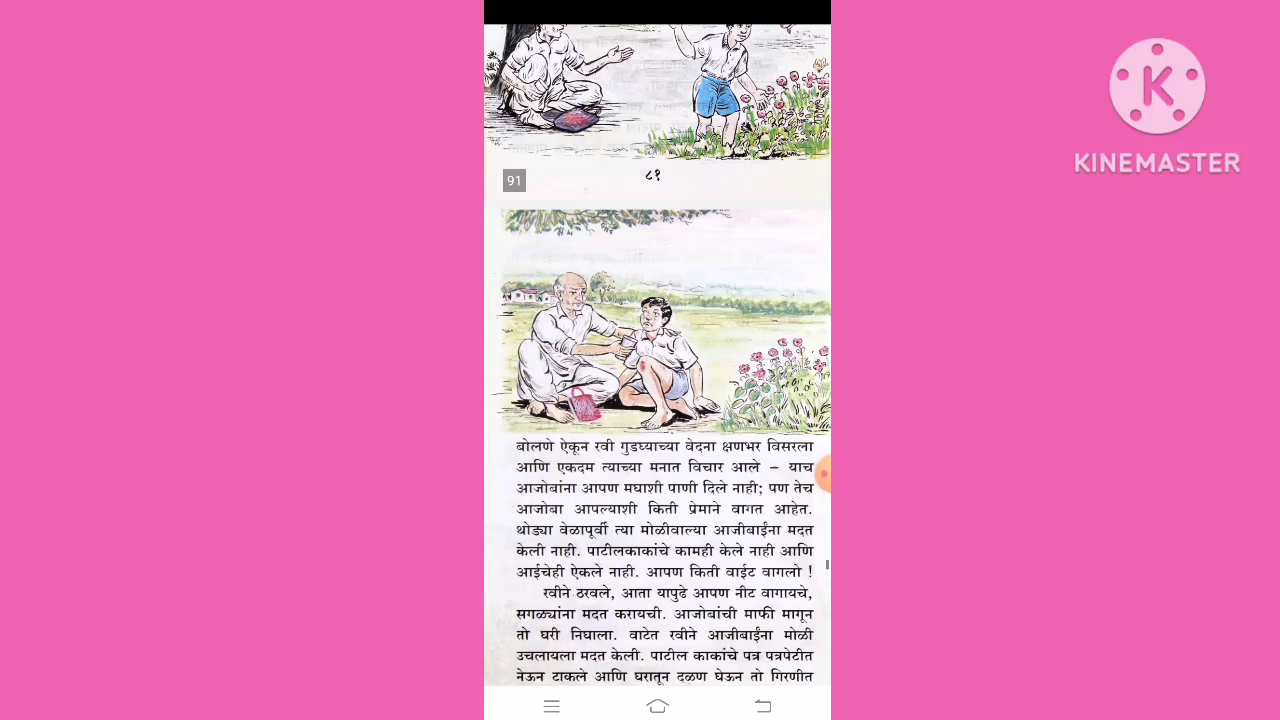 KINEMASTER
91
८१
बोलणे ऐकून रवी गुडघ्याच्या वेदना क्षणभर विसरला
आणि एकदम त्याच्या मनात विचार आले – याच
आजोबांना आपण मघाशी पाणी दिले नाही; पण तेच
आजोबा आपल्याशी किती प्रेमाने वागत आहेत.
थोड्या वेळापूर्वी त्या मोळीवाल्या आजीबाईंना मदत
केली नाही. पाटीलकाकांचे कामही केले नाही आणि
आईचेही ऐकले नाही. आपण किती वाईट वागलो !
रवीने ठरवले, आता यापुढे आपण नीट वागायचे,
सगळ्यांना मदत करायची. आजोबांची माफी मागून
तो घरी निघाला. वाटेत रवीने आजीबाईंना मोळी
उचलायला मदत केली. पाटील काकांचे पत्र पत्रपेटीत
नेऊन टाकले आणि घरातून दळण घेऊन तो गिरणीत